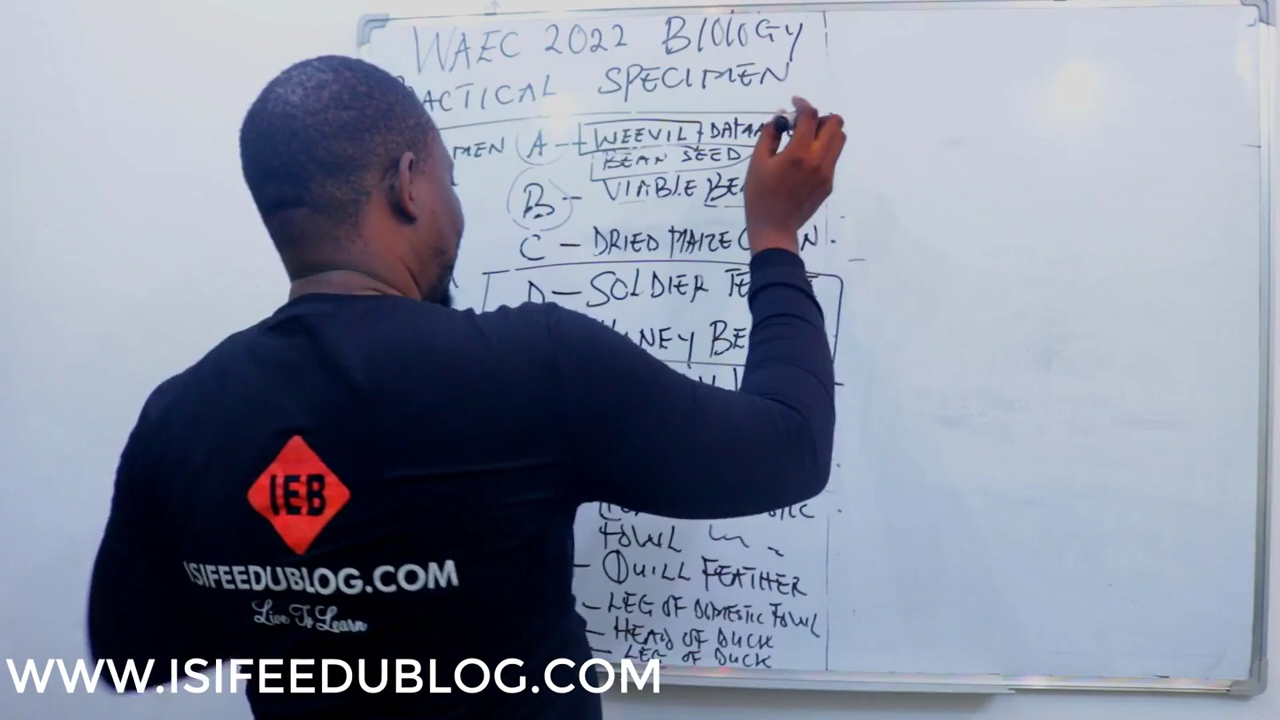 WAEC 2022 BIOLOGY
PRACTICAL SPECIMEN
MEN A - WEEVIL + DATA
BEAN SEED
B - VIABLE BE
C - DRIED MAIZE
D - SOLDIER TE
NEY BE
FOWL
- QUILL FEATHER
- LEG OF DOMESTIC FOWL
- HEAD OF DUCK
- LEG OF DUCK
IEB
ISIFEEDUBLOG.COM
Live To Learn
WWW.ISIFEEDUBLOG.COM